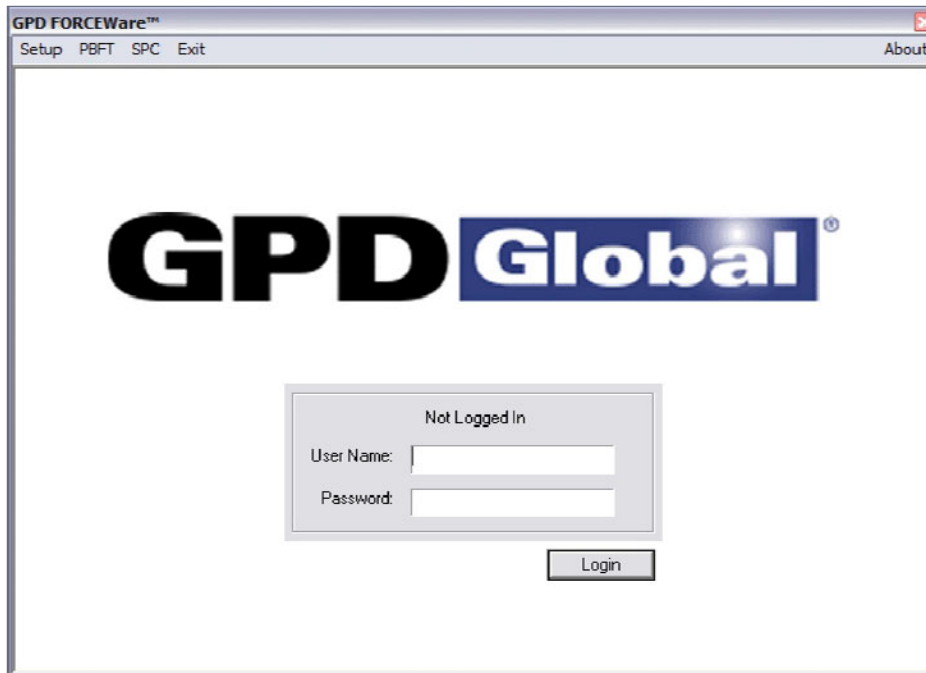 GPD FORCEWare™
Setup PBFT SPC Exit About
GPD Global®
Not Logged In
User Name:
Password:
Login